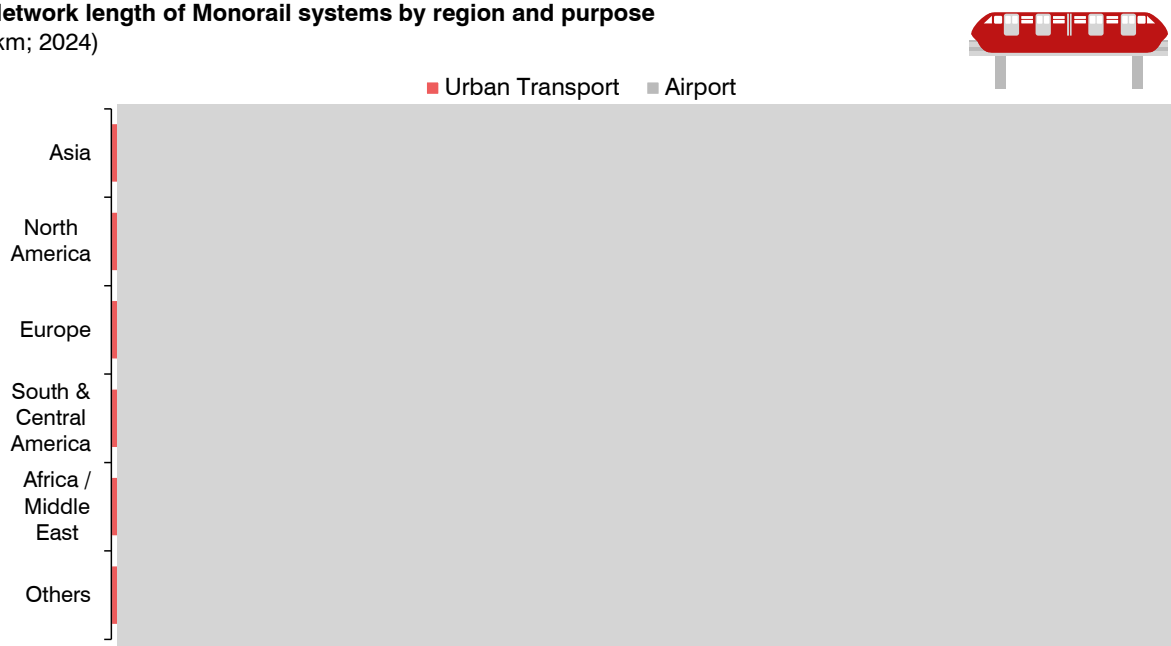 Network length of Monorail systems by region and purpose
km; 2024)
Urban Transport Airport
Asia
North
America
Europe
South &
Central
America
Africa /
Middle
East
Others